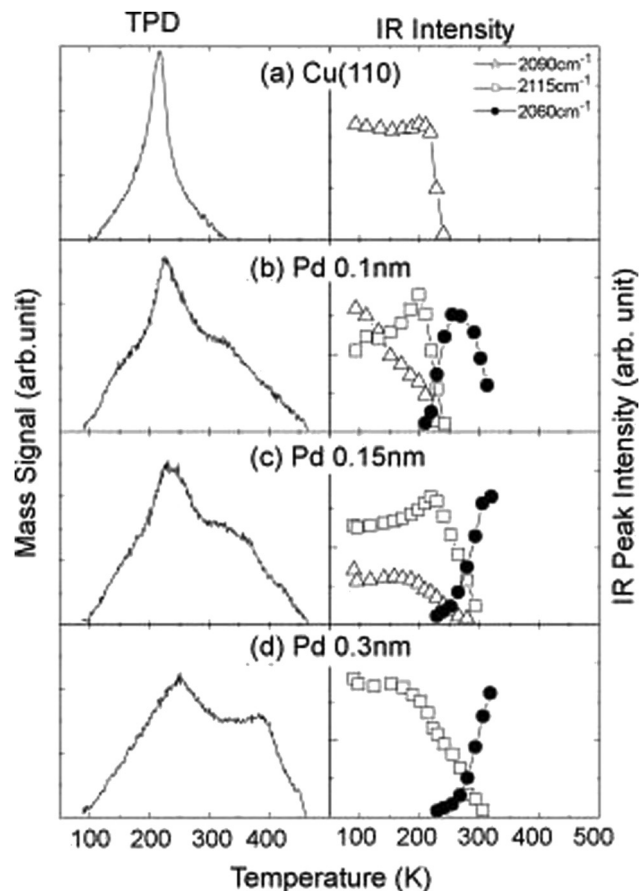 TPD
IR Intensity
(a) Cu(110)
2090cm-1
2115cm-1
2060cm-1
(b) Pd 0.1nm
(c) Pd 0.15nm
(d) Pd 0.3nm
Mass Signal (arb.unit)
IR Peak Intensity (arb. unit)
100 200 300 400 100 200 300 400 500
Temperature (K)